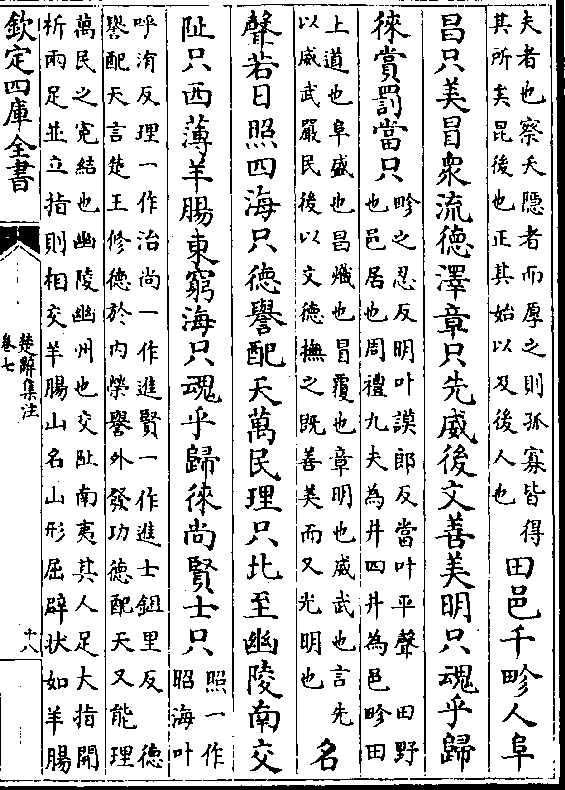 夫者也察夭隠者而厚之則孤寡皆得
其所矣昆後也正其始以及後人也
田邑千畛人阜
昌只美冒衆流德澤章只先威後文善美明只魂乎歸
徠賞罰當只
畛之忍反明叶謨郎反當叶平聲　田野
也邑居也周禮九夫為井四井為邑畛田
上道也阜盛也昌熾也冒覆也章明也威武也言先
以威武嚴民後以文德撫之既善美而又光明也
名
聲若日照四海只德譽配天萬民理只北至幽陵南交
阯只西薄羊腸東窮海只魂乎歸徠尚賢士只
照一作
昭海叶
呼洧反理一作治尚一作進賢一作進士鉏里反　德
譽配天言楚王修德於内榮譽外發功德配天又能理
萬民之寃結也幽陵幽州也交阯南夷其人足大指開
析兩足並立指則相交羊腸山名山形屈辟状如羊腸
欽定四庫全書
楚辭集注
卷七
十八